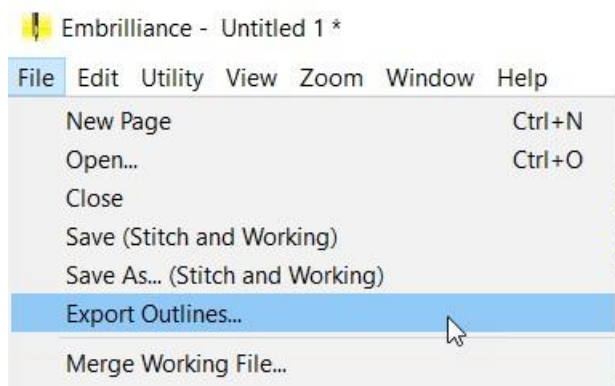 Embrilliance - Untitled 1 *
File Edit Utility View Zoom Window Help
New Page Ctrl+N
Open... Ctrl+O
Close
Save (Stitch and Working)
Save As... (Stitch and Working)
Export Outlines...
Merge Working File...